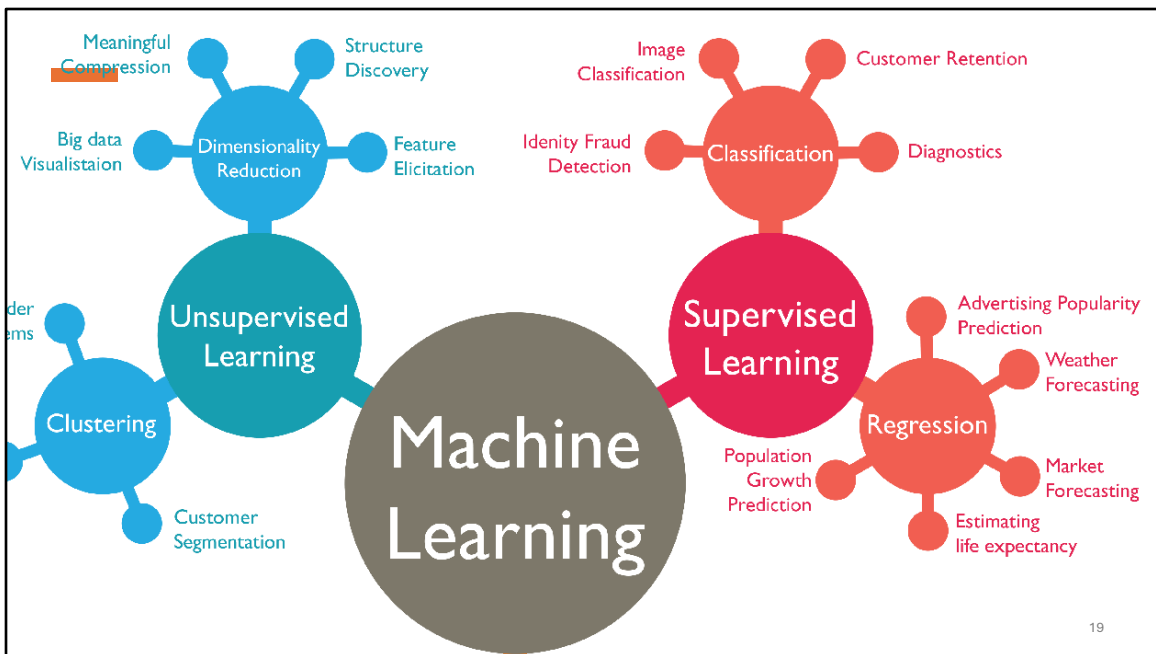 Meaningful
Compression
Structure
Discovery
Big data
Visualistaion
Dimensionality
Reduction
Feature
Elicitation
Image
Classification
Customer Retention
Idenity Fraud
Detection
Classification
Diagnostics
Unsupervised
Learning
Supervised
Learning
der
ems
Clustering
Customer
Segmentation
Machine
Learning
Advertising Popularity
Prediction
Weather
Forecasting
Regression
Population
Growth
Prediction
Market
Forecasting
Estimating
life expectancy
19